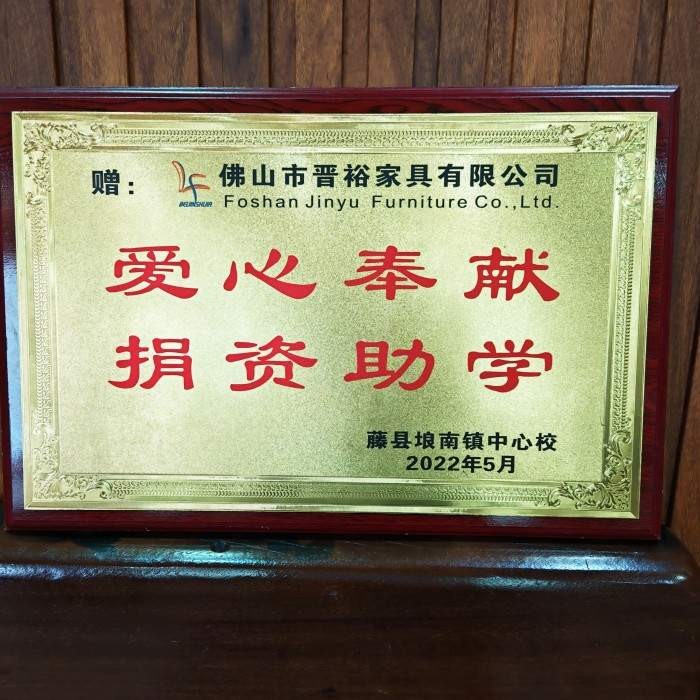 赠: 佛山市晋裕家具有限公司
Foshan Jinyu Furniture Co.,Ltd.
爱心奉献
捐资助学
藤县埌南镇中心校
2022年5月